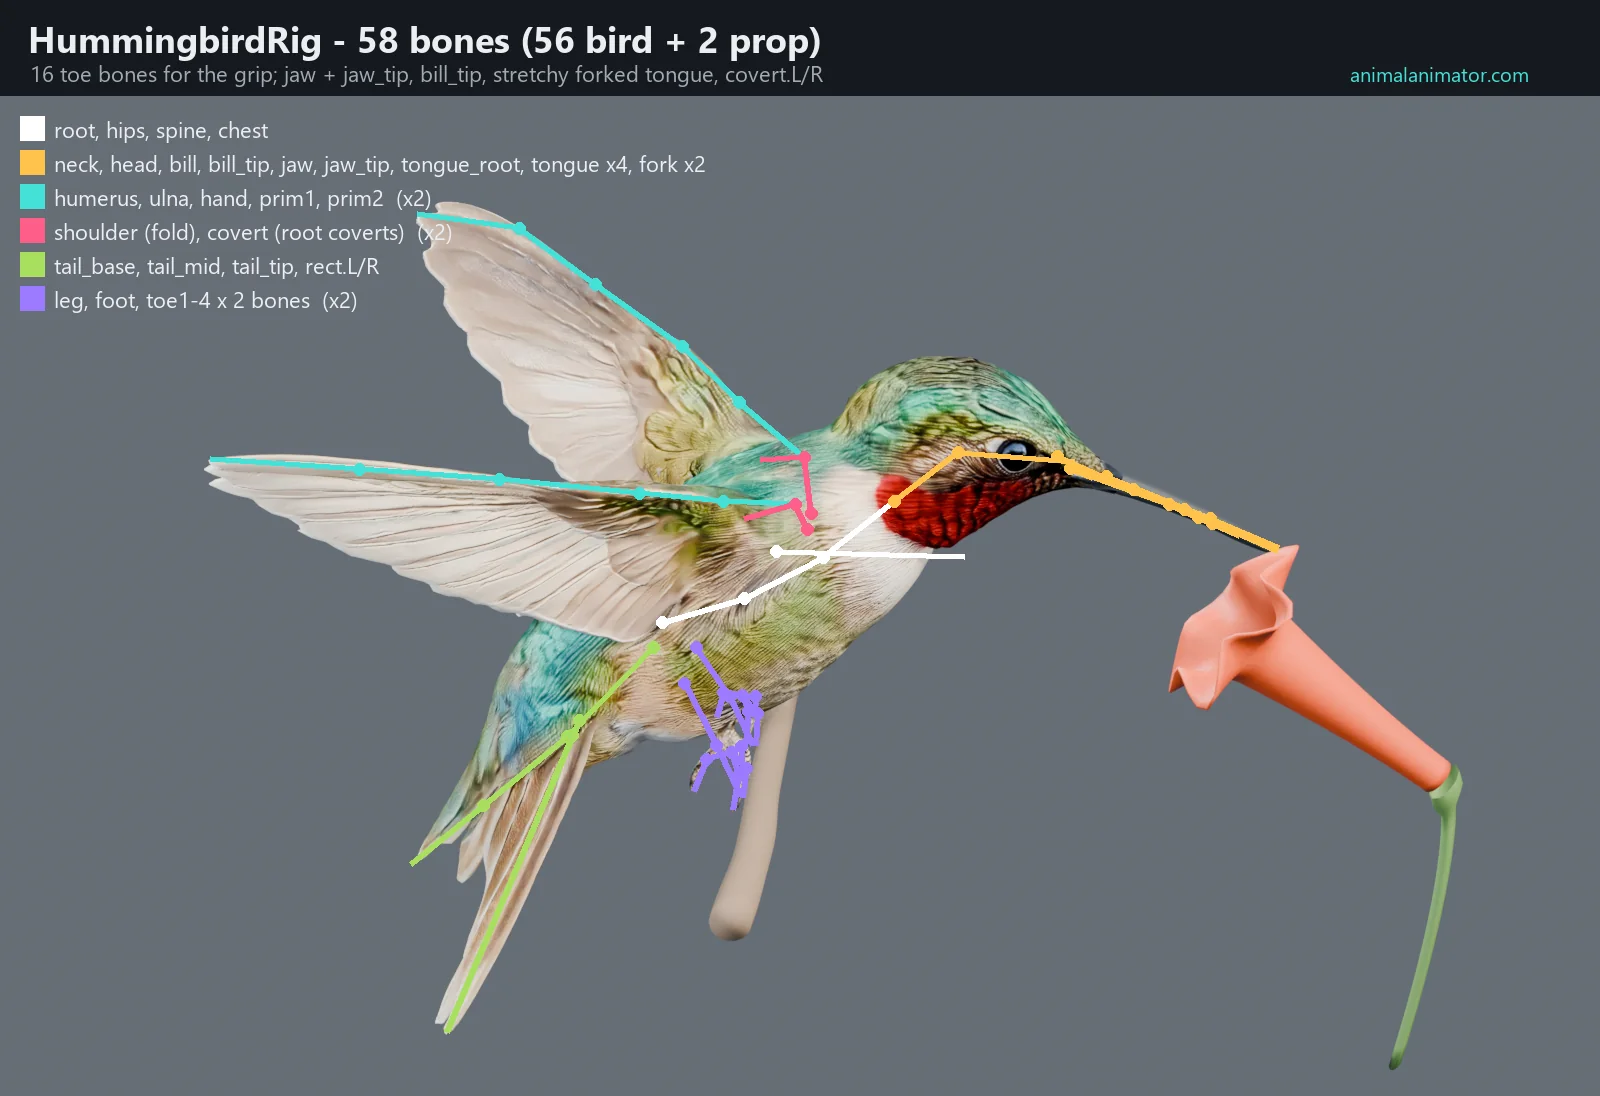 HummingbirdRig - 58 bones (56 bird + 2 prop)
16 toe bones for the grip; jaw + jaw_tip, bill_tip, stretchy forked tongue, covert.L/R
animalanimator.com
root, hips, spine, chest
neck, head, bill, bill_tip, jaw, jaw_tip, tongue_root, tongue x4, fork x2
humerus, ulna, hand, prim1, prim2 (x2)
shoulder (fold), covert (root coverts) (x2)
tail_base, tail_mid, tail_tip, rect.L/R
leg, foot, toe1-4 x 2 bones (x2)